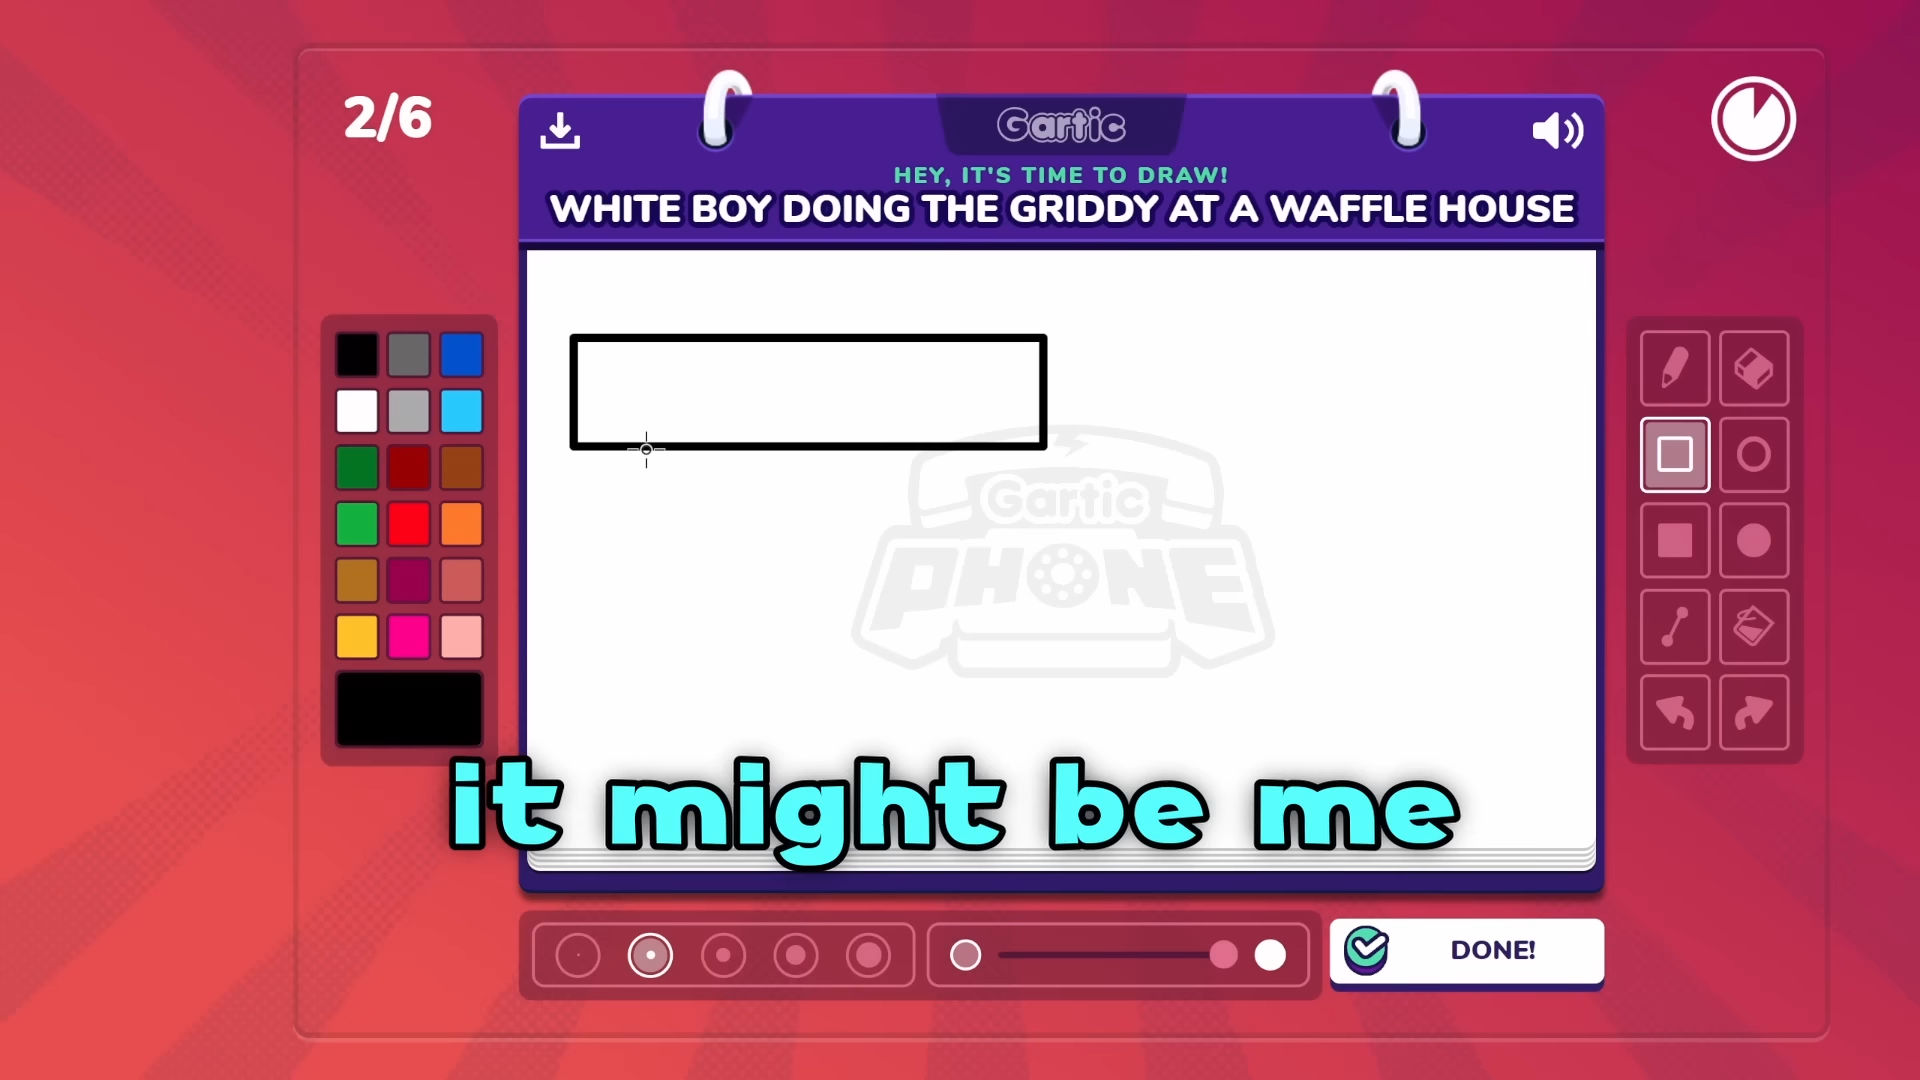 2/6
Gartic
HEY, IT'S TIME TO DRAW!
WHITE BOY DOING THE GRIDDY AT A WAFFLE HOUSE
Gartic
PHONE
it might be me
DONE!